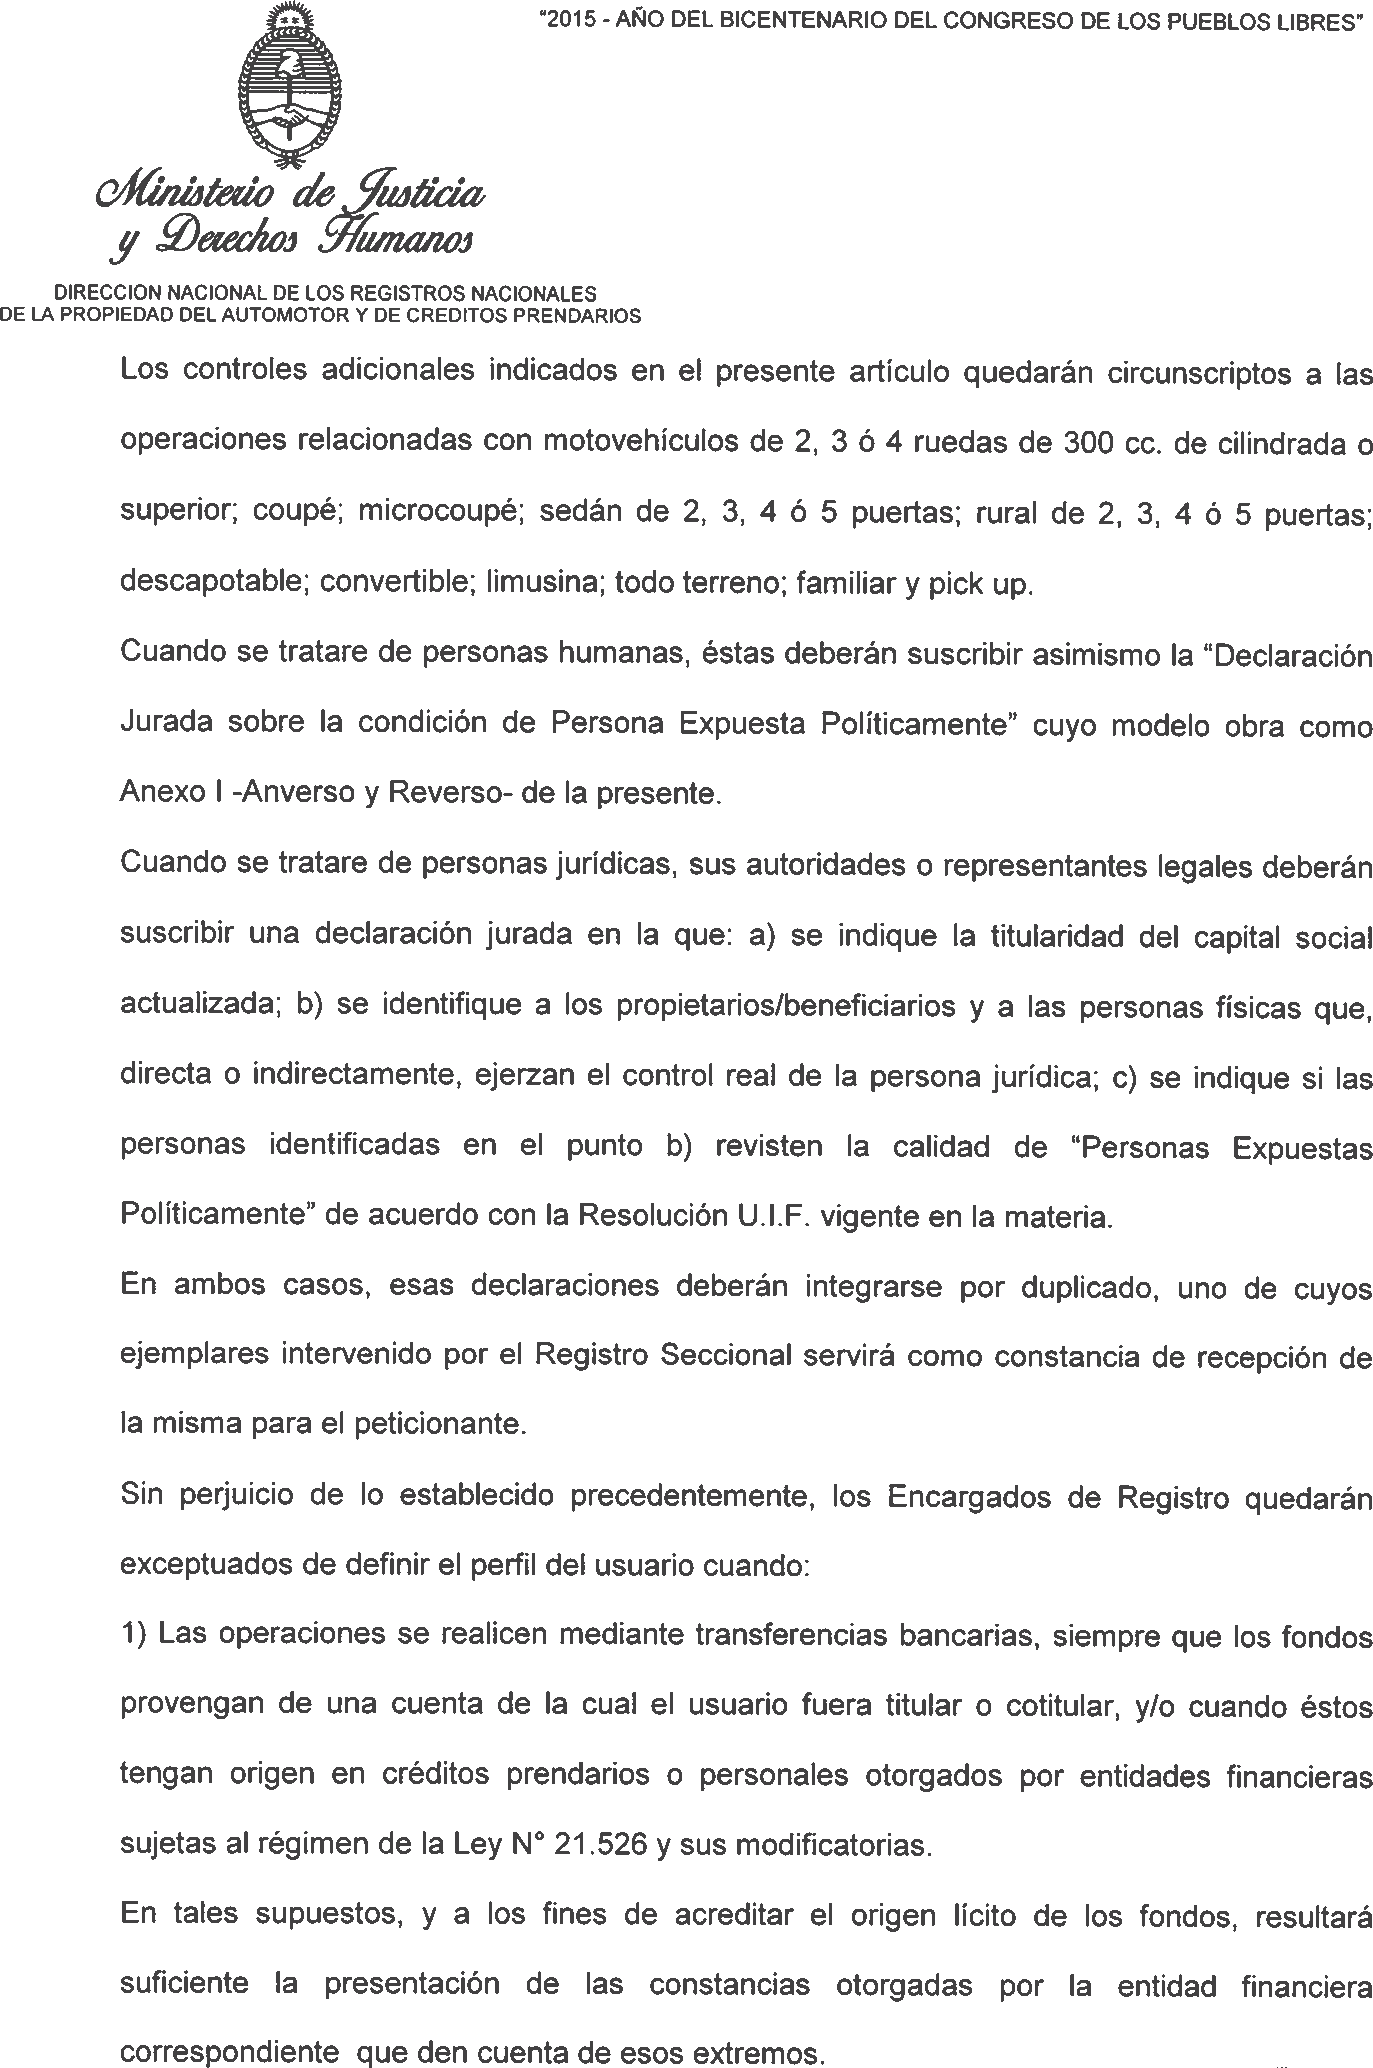 “2015 - AÑO DEL BICENTENARIO DEL CONGRESO DE LOS PUEBLOS LIBRES”
Ministerio de Justicia
y Derechos Humanos
DIRECCION NACIONAL DE LOS REGISTROS NACIONALES
DE LA PROPIEDAD DEL AUTOMOTOR Y DE CREDITOS PRENDARIOS
Los controles adicionales indicados en el presente artículo quedarán circunscriptos a las
operaciones relacionadas con motovehículos de 2, 3 ó 4 ruedas de 300 cc. de cilindrada o
superior; coupé; microcoupé; sedán de 2, 3, 4 ó 5 puertas; rural de 2, 3, 4 ó 5 puertas;
descapotable; convertible; limusina; todo terreno; familiar y pick up.
Cuando se tratare de personas humanas, éstas deberán suscribir asimismo la “Declaración
Jurada sobre la condición de Persona Expuesta Políticamente” cuyo modelo obra como
Anexo I -Anverso y Reverso- de la presente.
Cuando se tratare de personas jurídicas, sus autoridades o representantes legales deberán
suscribir una declaración jurada en la que: a) se indique la titularidad del capital social
actualizada; b) se identifique a los propietarios/beneficiarios y a las personas físicas que,
directa o indirectamente, ejerzan el control real de la persona jurídica; c) se indique si las
personas identificadas en el punto b) revisten la calidad de “Personas Expuestas
Políticamente” de acuerdo con la Resolución U.I.F. vigente en la materia.
En ambos casos, esas declaraciones deberán integrarse por duplicado, uno de cuyos
ejemplares intervenido por el Registro Seccional servirá como constancia de recepción de
la misma para el peticionante.
Sin perjuicio de lo establecido precedentemente, los Encargados de Registro quedarán
exceptuados de definir el perfil del usuario cuando:
1) Las operaciones se realicen mediante transferencias bancarias, siempre que los fondos
provengan de una cuenta de la cual el usuario fuera titular o cotitular, y/o cuando éstos
tengan origen en créditos prendarios o personales otorgados por entidades financieras
sujetas al régimen de la Ley N° 21.526 y sus modificatorias.
En tales supuestos, y a los fines de acreditar el origen lícito de los fondos, resultará
suficiente la presentación de las constancias otorgadas por la entidad financiera
correspondiente que den cuenta de esos extremos.